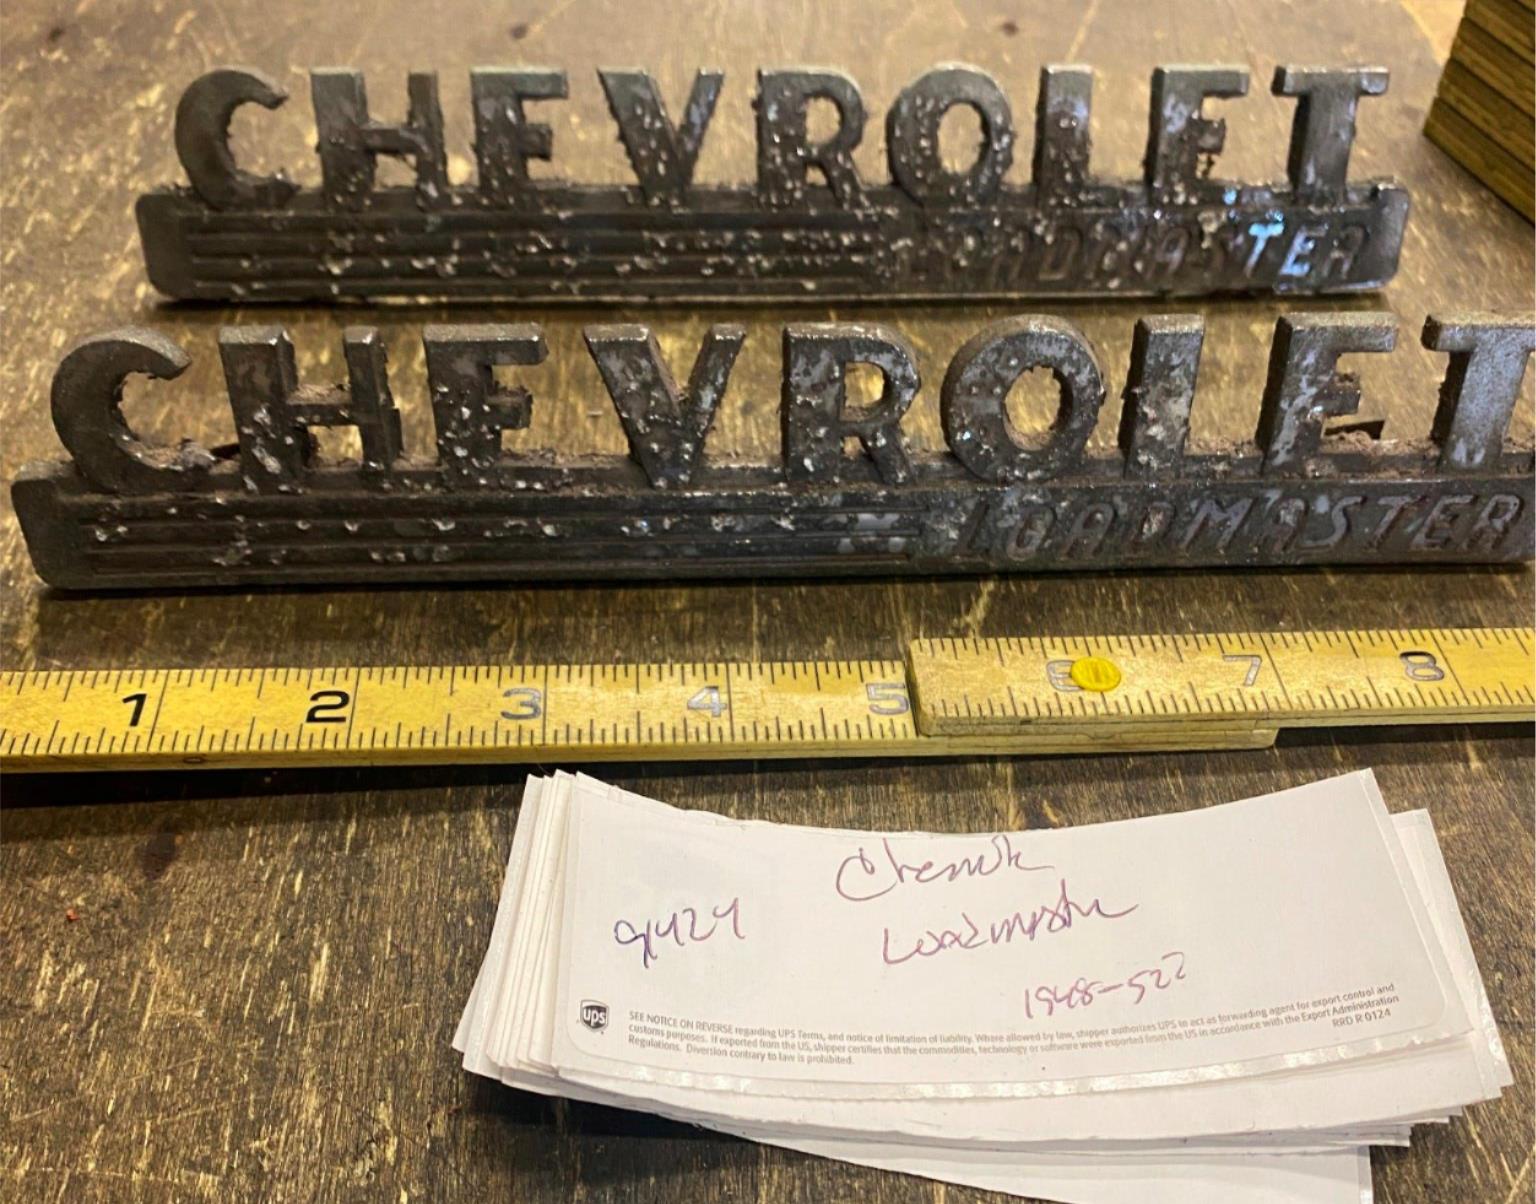 CHEVROLET
LOADMASTER
CHEVROLET
LOADMASTER
1 2 3 4 5 6 7 8
Chevrolet
91424
Loadmaster
1948-52?
ups
SEE NOTICE ON REVERSE regarding UPS Terms, and notice of limitation of liability. Where allowed by law, shipper authorizes UPS to act as forwarding agent for export control and
customs purposes. If exported from the US, shipper certifies that the commodities, technology or software were exported from the US in accordance with the Export Administration
Regulations. Diversion contrary to law is prohibited.
RRD R 0124